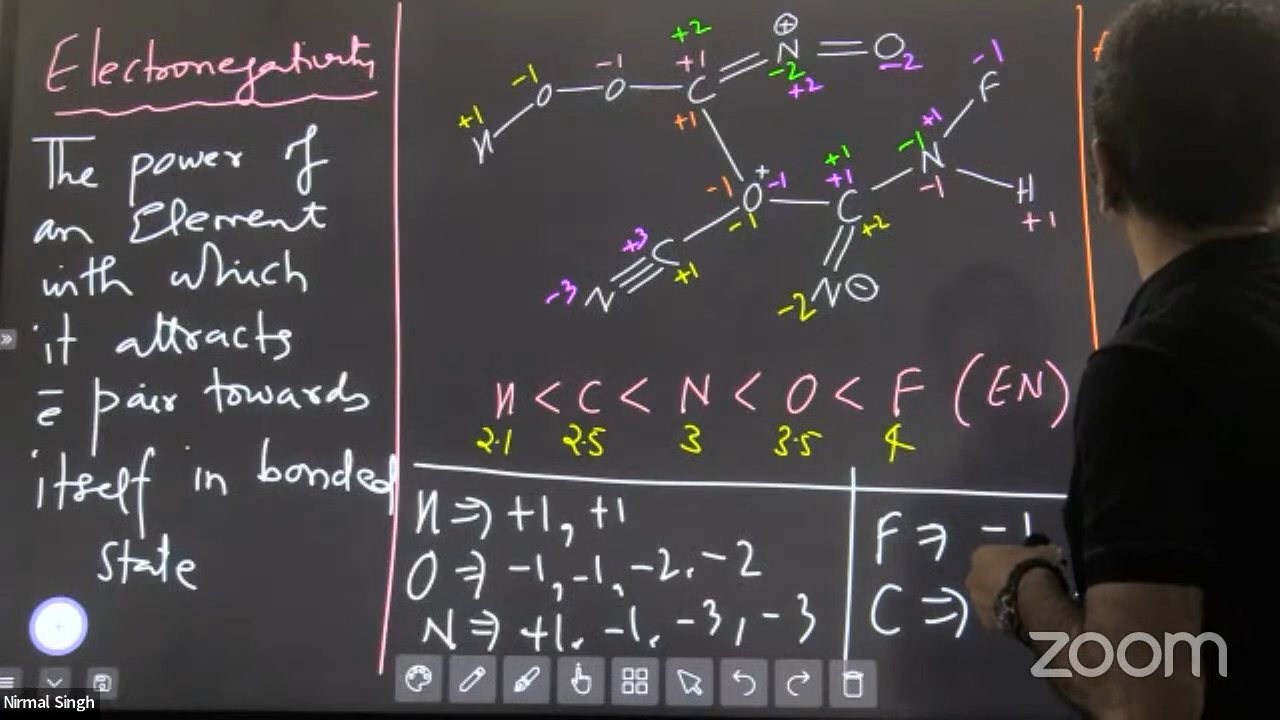 Electronegativity
The power of
an Element
with which
it attracts
ē pair towards
itself in bonded
State
+2
⊕
-1 -1 +1 N = O -1
+1 O - O - C = -2 -2 F
H +1 +2
+1 -1 +1
+ +1 -1 N
-1 O -1 +1 -1 H
+3 -1 C +2 +1
C
-3 N +1 -2 N ⊖
H < C < N < O < F (EN)
2.1 2.5 3 3.5 4
H ⇒ +1, +1
O ⇒ -1, -1, -2, -2
N ⇒ +1, -1, -3, -3
F ⇒ -1
C ⇒
zoom
Nirmal Singh